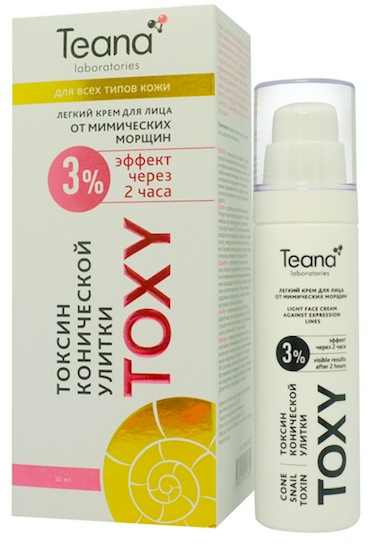 Teana
laboratories
для всех типов кожи
ЛЕГКИЙ КРЕМ ДЛЯ ЛИЦА
ОТ МИМИЧЕСКИХ
МОРЩИН
3%
эффект
через
2 часа
ТОКСИН
КОНИЧЕСКОЙ
УЛИТКИ
TOXY
50 мл
Teana
laboratories
ЛЕГКИЙ КРЕМ ДЛЯ ЛИЦА
ОТ МИМИЧЕСКИХ МОРЩИН
LIGHT FACE CREAM
AGAINST EXPRESSION
LINES
3%
эффект
через 2 часа
visible results
after 2 hours
CONE
SNAIL
TOXIN
ТОКСИН
КОНИЧЕСКОЙ
УЛИТКИ
TOXY